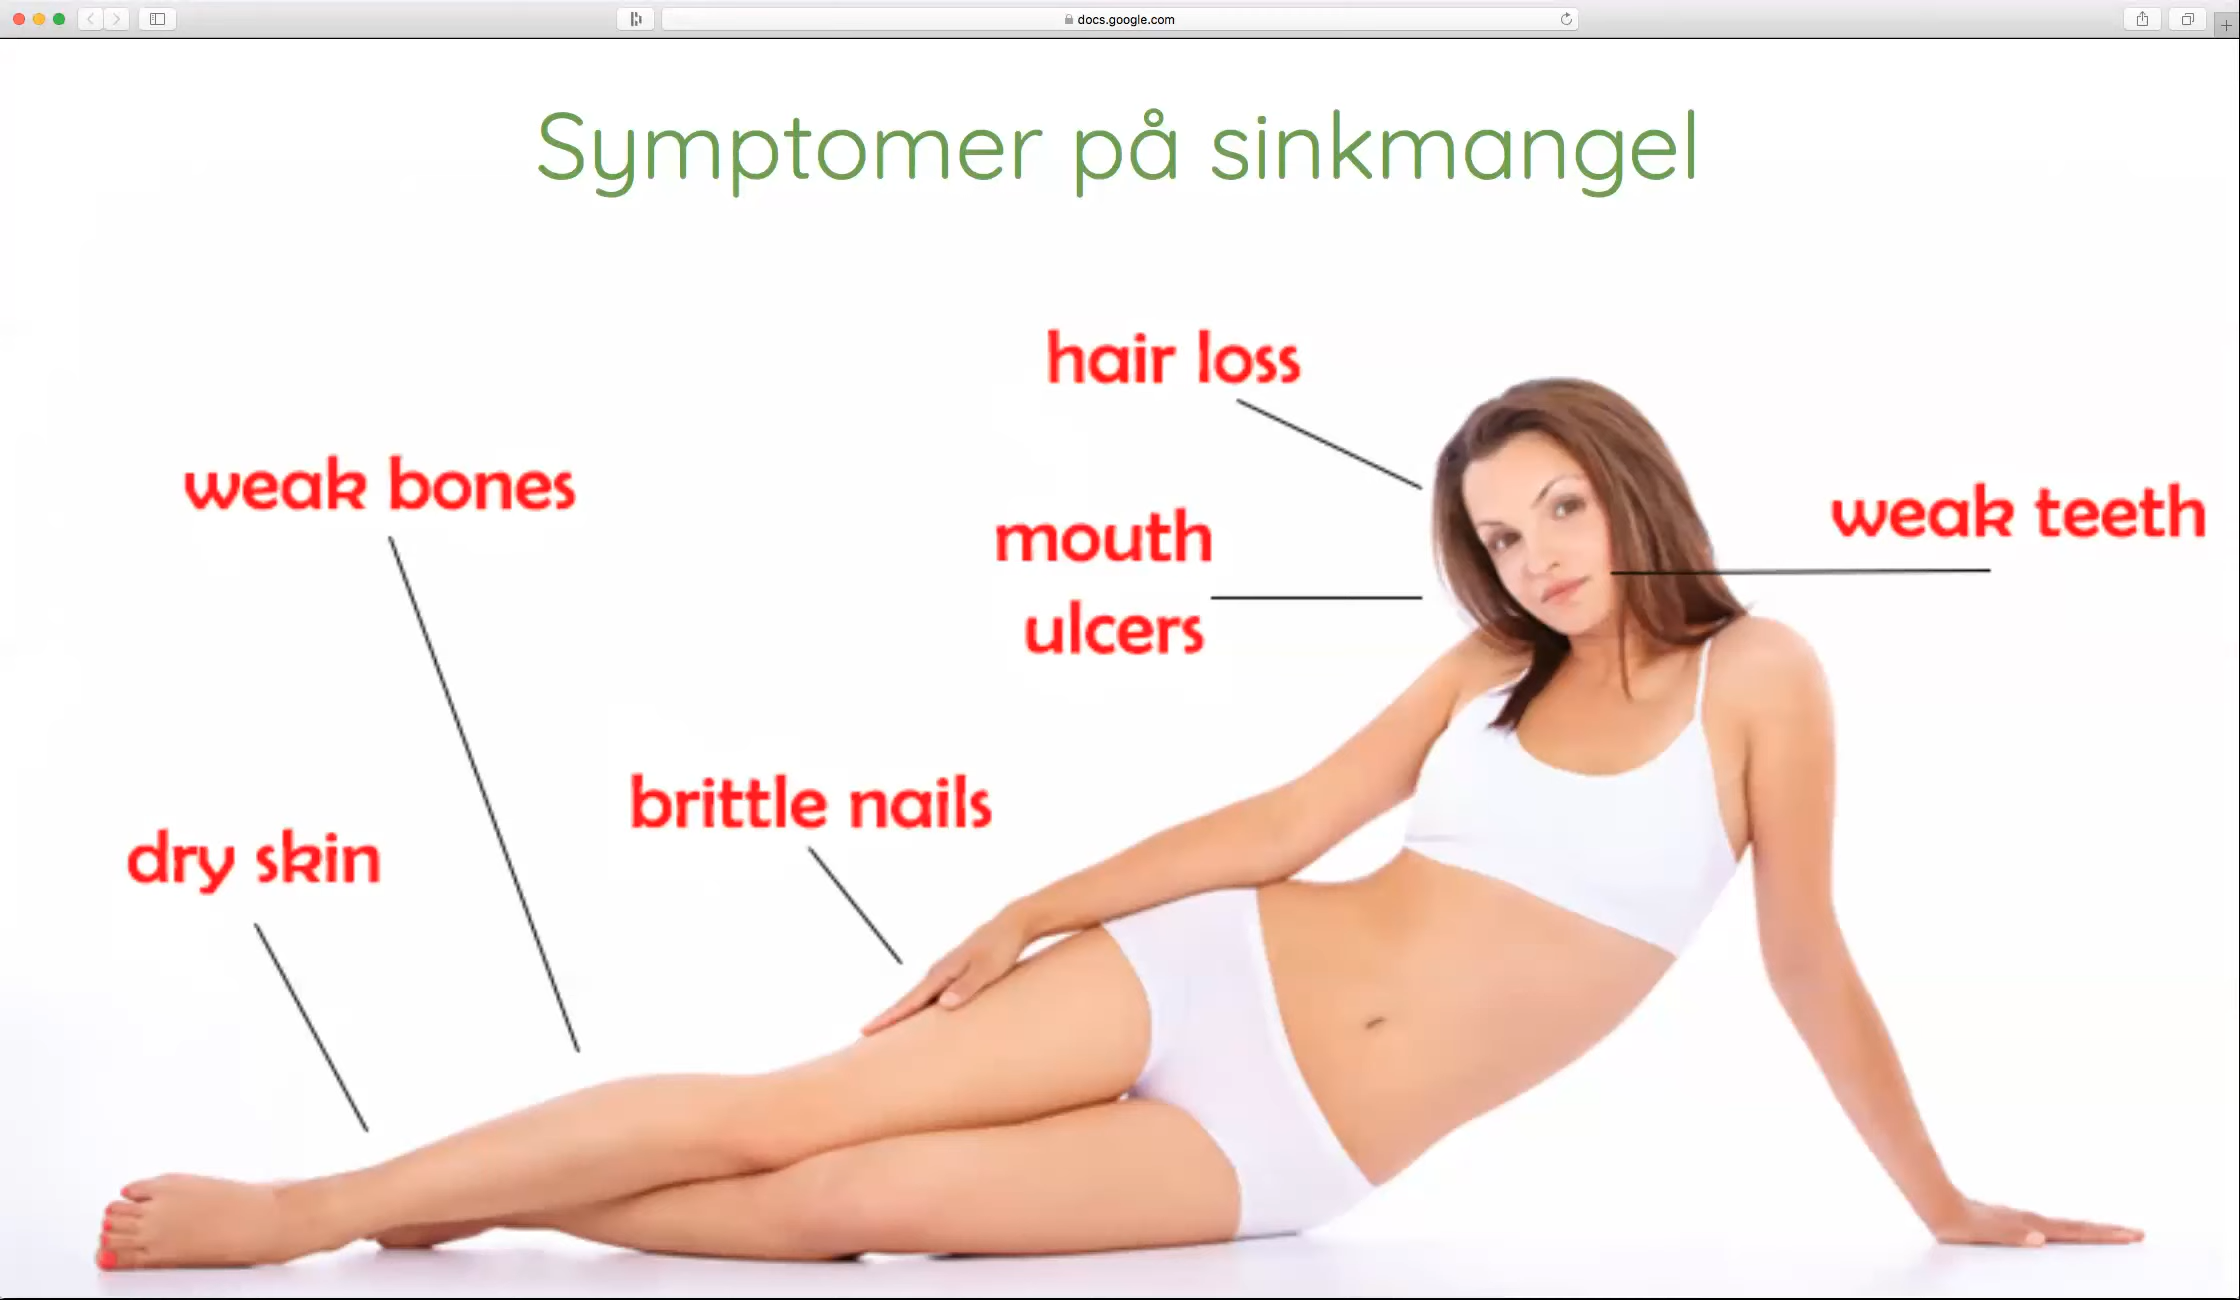 docs.google.com
Symptomer på sinkmangel
hair loss
weak bones
weak teeth
mouth
ulcers
brittle nails
dry skin